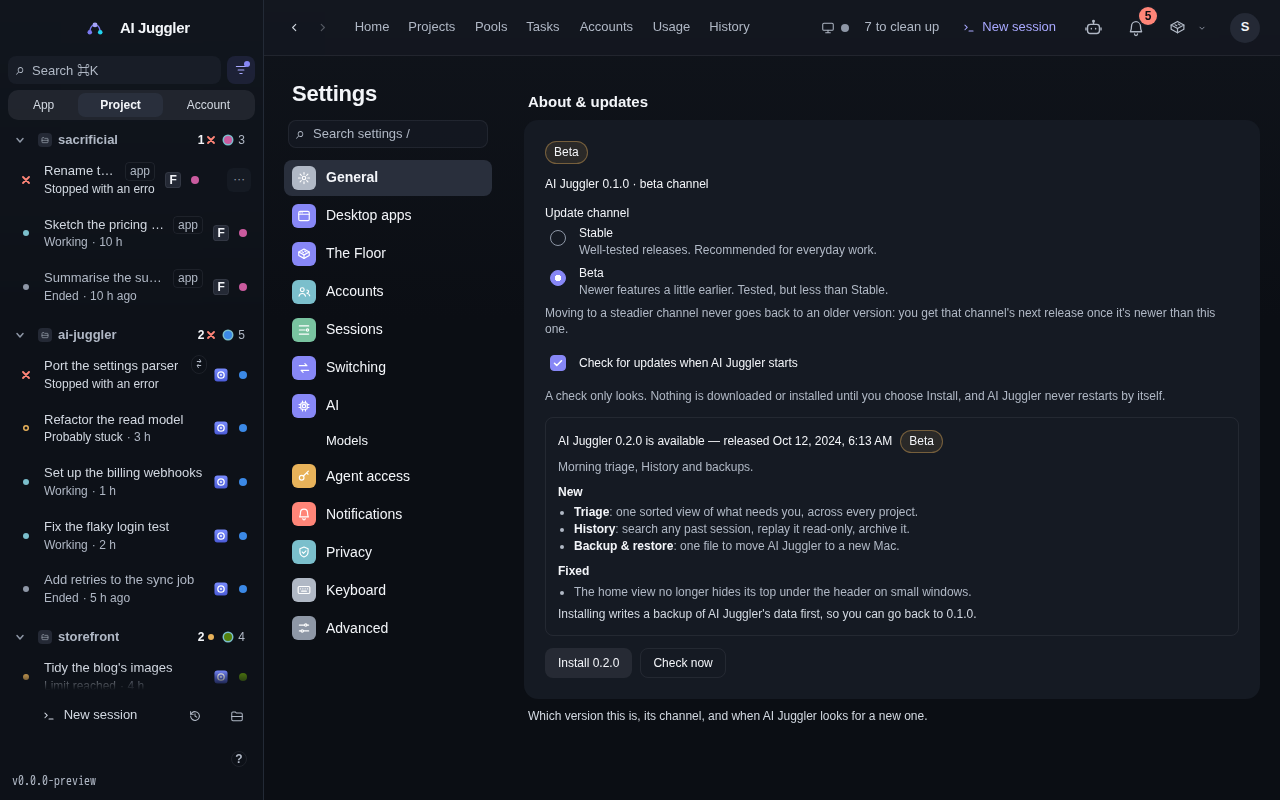 AI Juggler
Search ⌘K
App Project Account
sacrificial 1 3
Rename t… app
Stopped with an erro F
Sketch the pricing … app
Working · 10 h F
Summarise the su… app
Ended · 10 h ago F
ai-juggler 2 5
Port the settings parser
Stopped with an error
Refactor the read model
Probably stuck · 3 h
Set up the billing webhooks
Working · 1 h
Fix the flaky login test
Working · 2 h
Add retries to the sync job
Ended · 5 h ago
storefront 2 4
Tidy the blog's images
Limit reached · 4 h
New session
?
v0.0.0-preview
Home Projects Pools Tasks Accounts Usage History
7 to clean up
New session
5
S
Settings
Search settings /
General
Desktop apps
The Floor
Accounts
Sessions
Switching
AI
Models
Agent access
Notifications
Privacy
Keyboard
Advanced
About & updates
Beta
AI Juggler 0.1.0 · beta channel
Update channel
Stable
Well-tested releases. Recommended for everyday work.
Beta
Newer features a little earlier. Tested, but less than Stable.
Moving to a steadier channel never goes back to an older version: you get that channel's next release once it's newer than this
one.
Check for updates when AI Juggler starts
A check only looks. Nothing is downloaded or installed until you choose Install, and AI Juggler never restarts by itself.
AI Juggler 0.2.0 is available — released Oct 12, 2024, 6:13 AM Beta
Morning triage, History and backups.
New
• Triage: one sorted view of what needs you, across every project.
• History: search any past session, replay it read-only, archive it.
• Backup & restore: one file to move AI Juggler to a new Mac.
Fixed
• The home view no longer hides its top under the header on small windows.
Installing writes a backup of AI Juggler's data first, so you can go back to 0.1.0.
Install 0.2.0 Check now
Which version this is, its channel, and when AI Juggler looks for a new one.